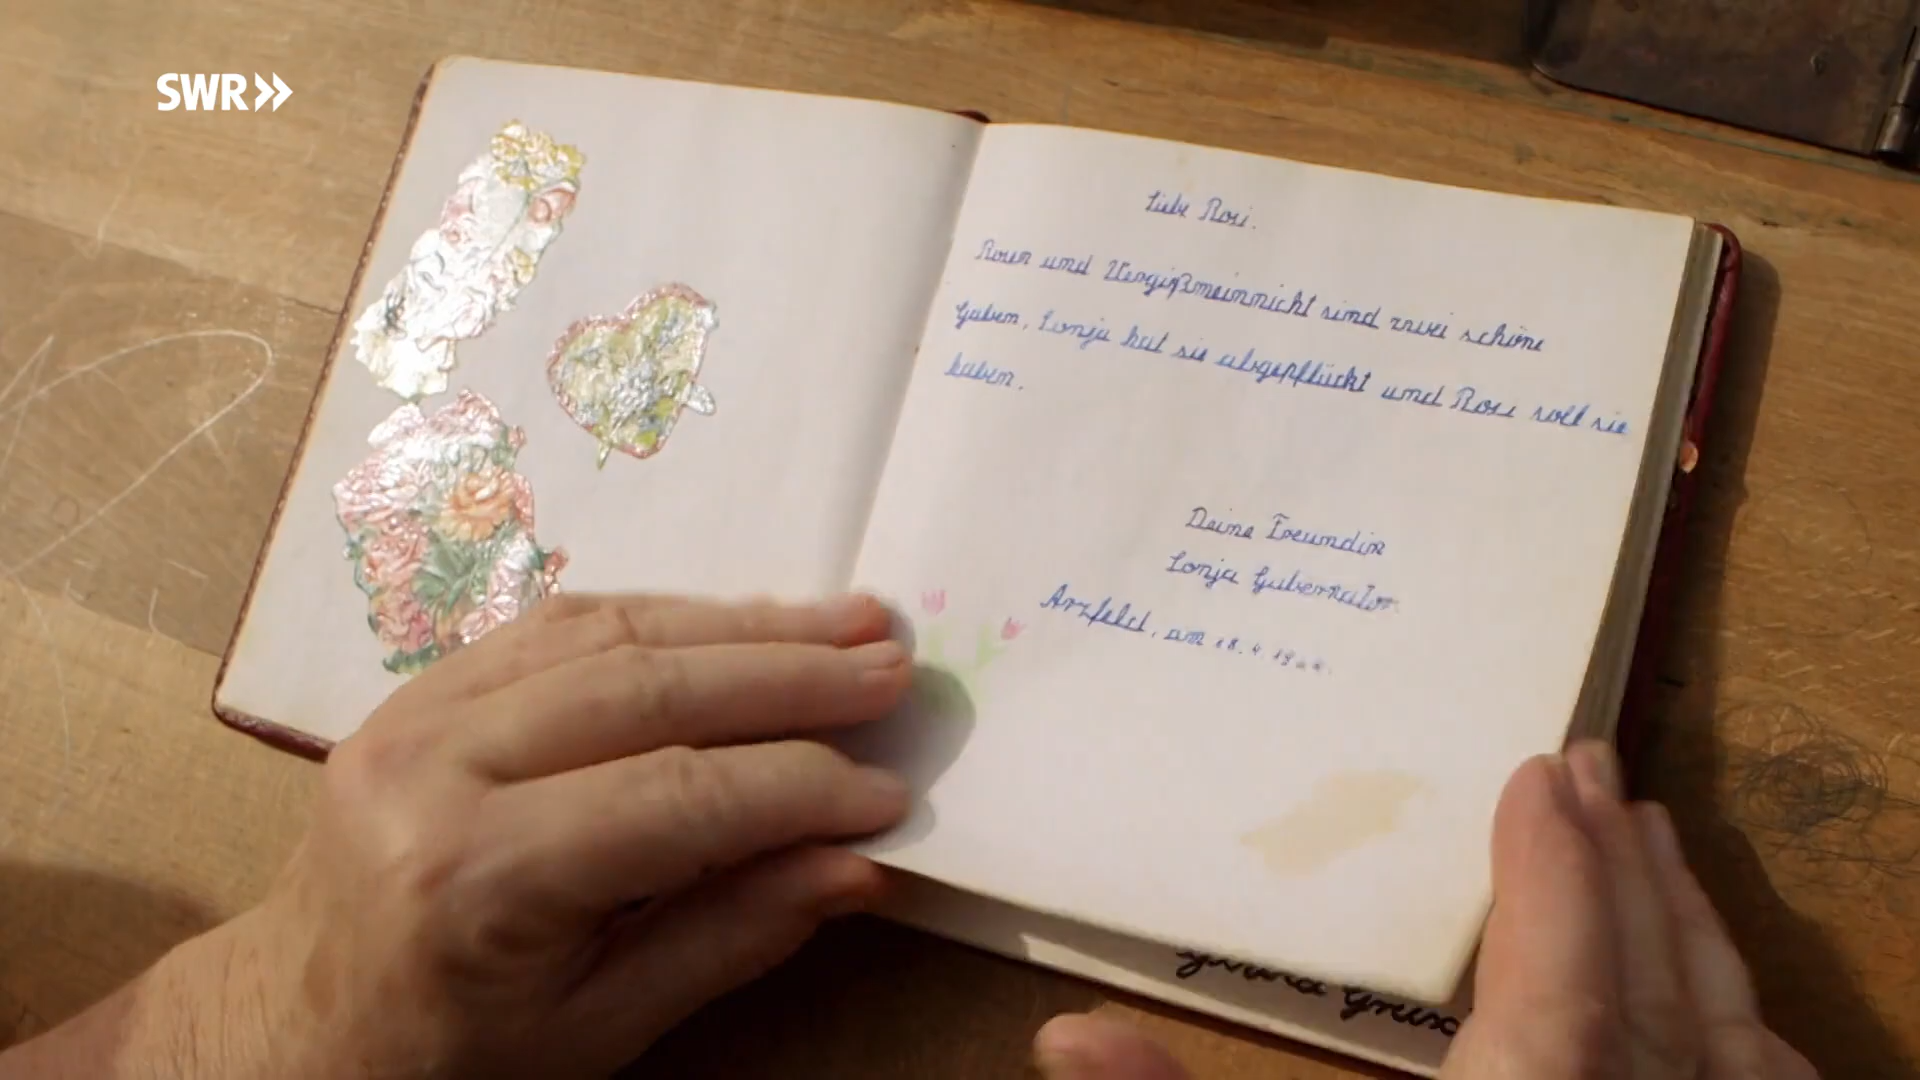 SWR
Liebe Rosi.
Rosen und Vergißmeinnicht sind zwei schöne
Gaben, Sonja hat sie abgepflückt und Rosi soll sie
haben.
Deine Freundin
Sonja Gubernator
Arzfeld, am 18. 4.